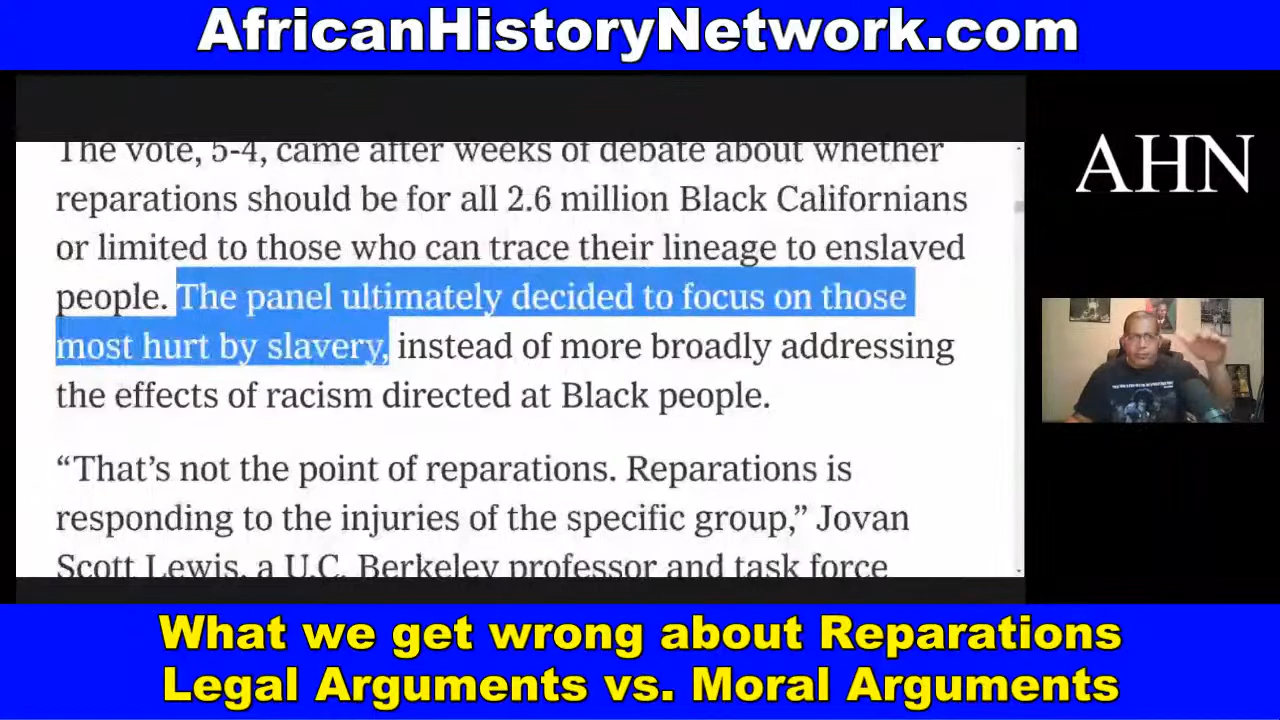 AfricanHistoryNetwork.com
AHN
The vote, 5-4, came after weeks of debate about whether
reparations should be for all 2.6 million Black Californians
or limited to those who can trace their lineage to enslaved
people. The panel ultimately decided to focus on those
most hurt by slavery, instead of more broadly addressing
the effects of racism directed at Black people.
“That’s not the point of reparations. Reparations is
responding to the injuries of the specific group,” Jovan
Scott Lewis, a U.C. Berkeley professor and task force
What we get wrong about Reparations
Legal Arguments vs. Moral Arguments